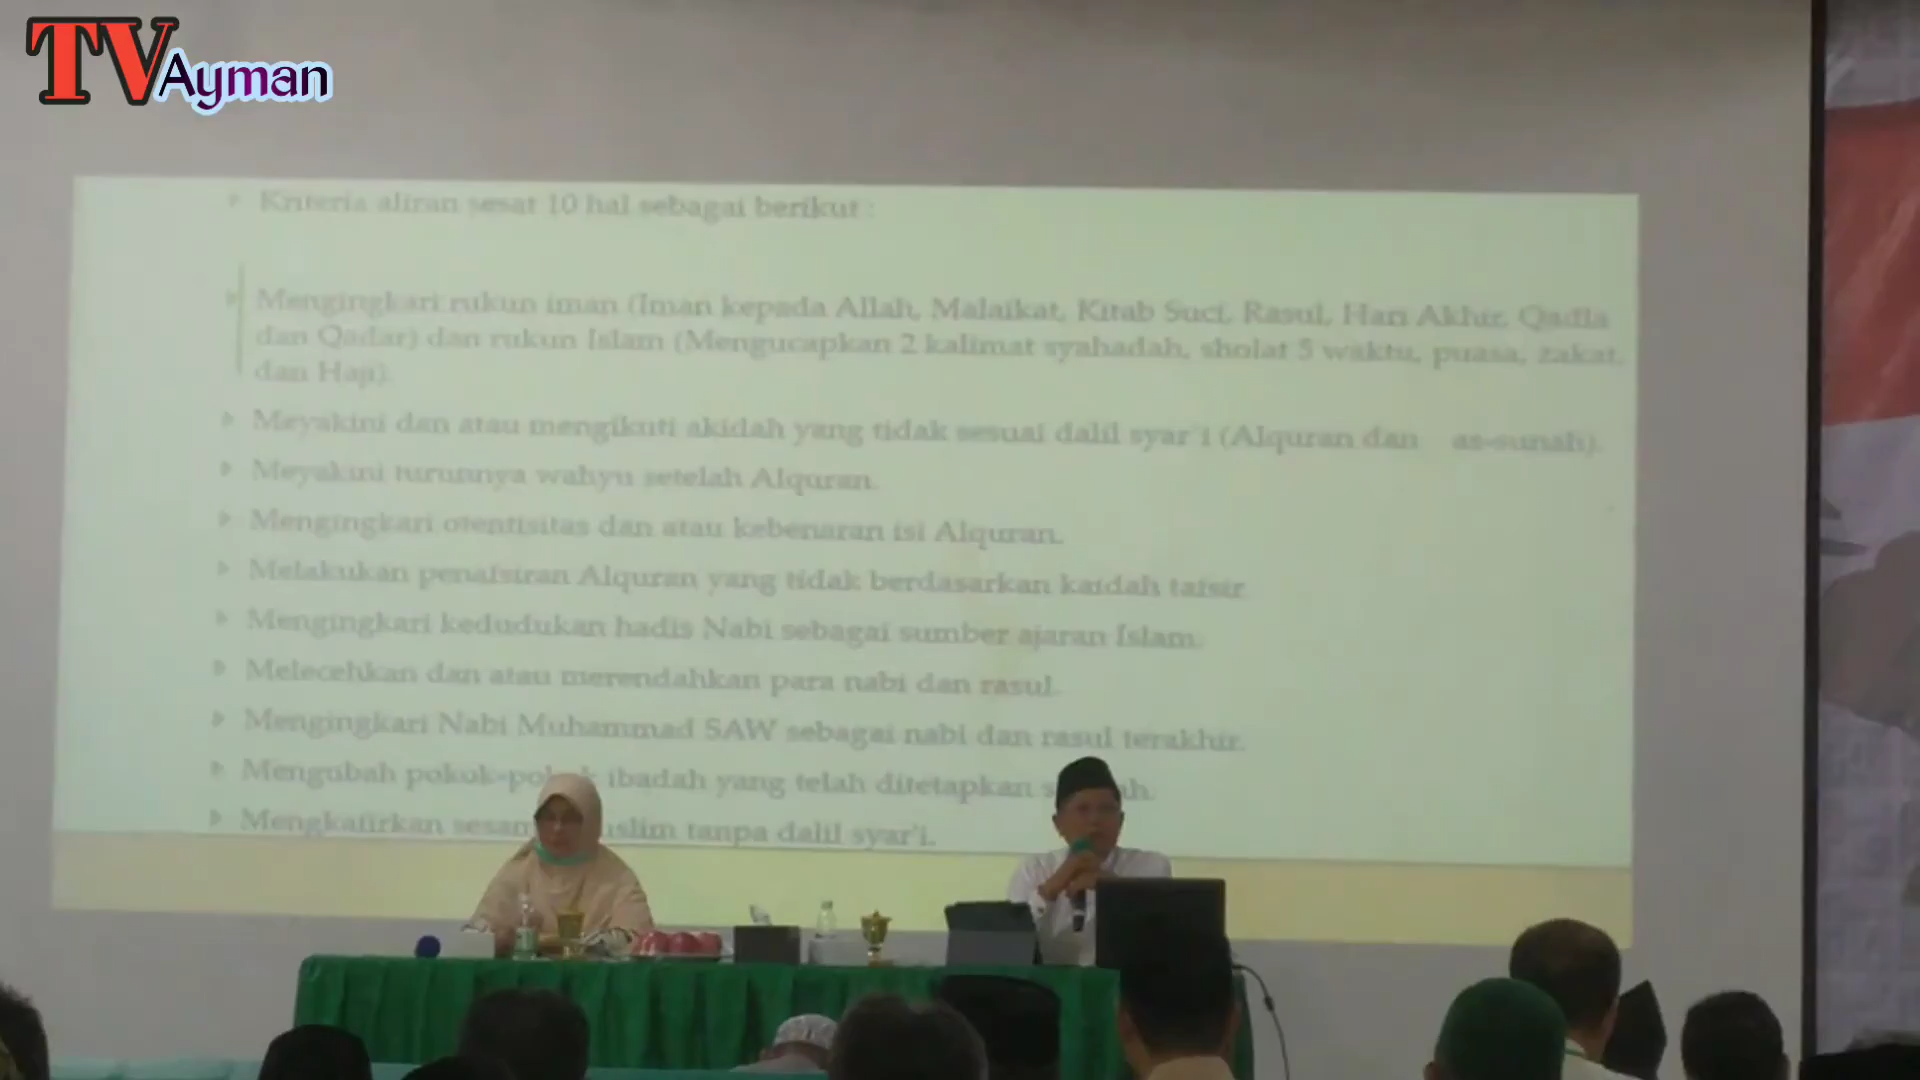 TV Ayman
Kriteria aliran sesat 10 hal sebagai berikut :
Mengingkari rukun iman (Iman kepada Allah, Malaikat, Kitab Suci, Rasul, Hari Akhir, Qadla
dan Qadar) dan rukun Islam (Mengucapkan 2 kalimat syahadah, sholat 5 waktu, puasa, zakat,
dan Haji).
Meyakini dan atau mengikuti akidah yang tidak sesuai dalil syar'i (Alquran dan as-sunah).
Meyakini turunnya wahyu setelah Alquran.
Mengingkari otentisitas dan atau kebenaran isi Alquran.
Melakukan penafsiran Alquran yang tidak berdasarkan kaidah tafsir.
Mengingkari kedudukan hadis Nabi sebagai sumber ajaran Islam.
Melecehkan dan atau merendahkan para nabi dan rasul.
Mengingkari Nabi Muhammad SAW sebagai nabi dan rasul terakhir.
Mengubah pokok-pokok ibadah yang telah ditetapkan
Mengkafirkan tanpa dalil syar'i.